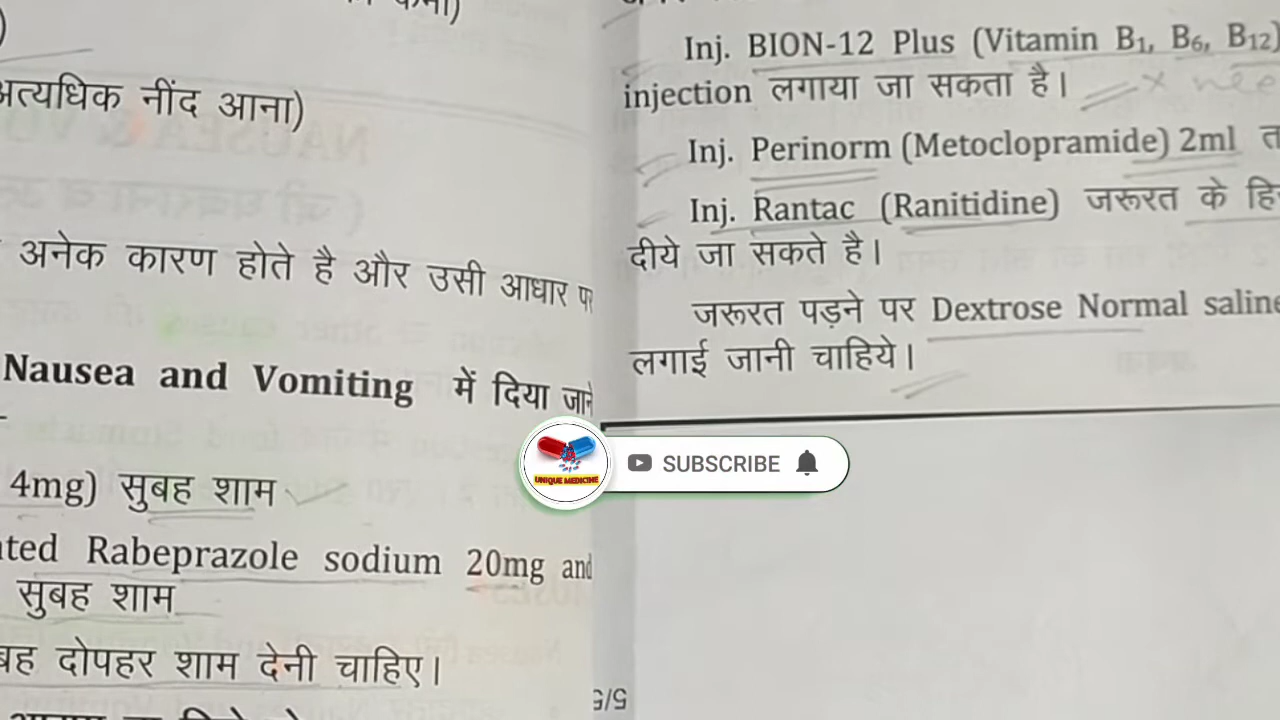 अत्यधिक नींद आना)
अनेक कारण होते है और उसी आधार पर
Nausea and Vomiting में दिया जाने
4mg) सुबह शाम
Rabeprazole sodium 20mg and
सुबह शाम
दोपहर शाम देनी चाहिए।
Inj. BION-12 Plus (Vitamin B₁, B₆, B₁₂)
injection लगाया जा सकता है।
Inj. Perinorm (Metoclopramide) 2ml
Inj. Rantac (Ranitidine) जरूरत के
दीये जा सकते है।
जरूरत पड़ने पर Dextrose Normal saline
लगाई जानी चाहिये।
UNIQUE MEDICINE
SUBSCRIBE